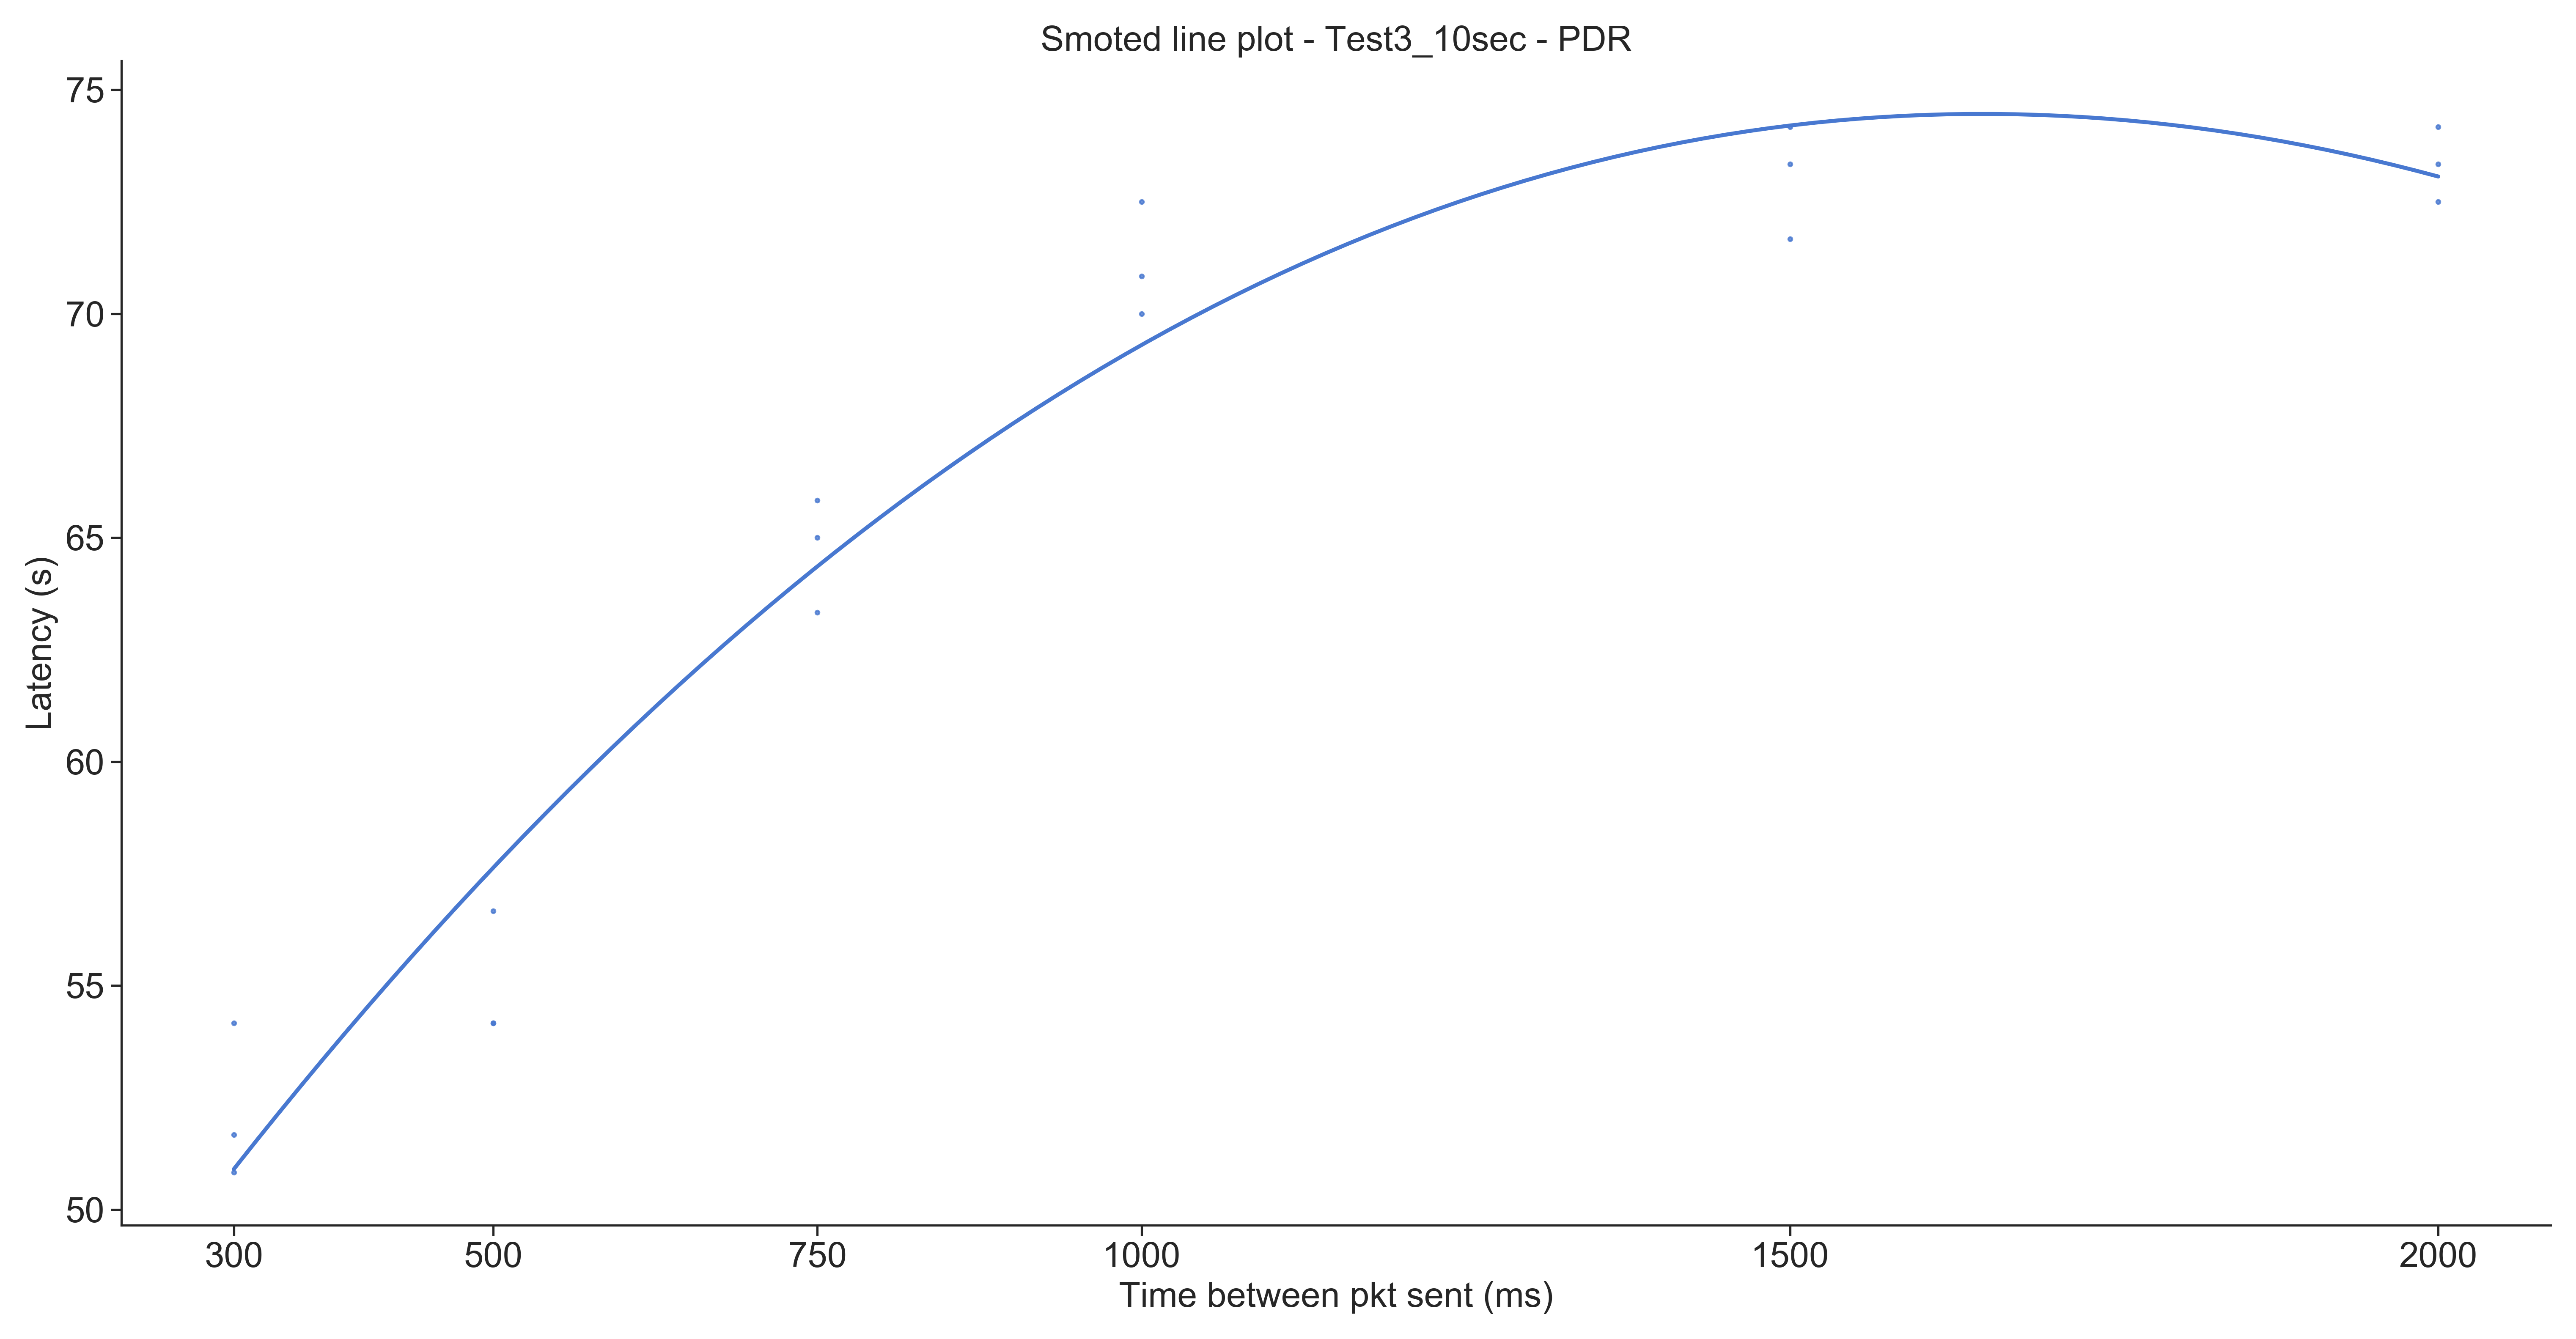 Smoted line plot - Test3_10sec - PDR
75
70
65
60
55
50
Latency (s)
300 500 750 1000 1500 2000
Time between pkt sent (ms)